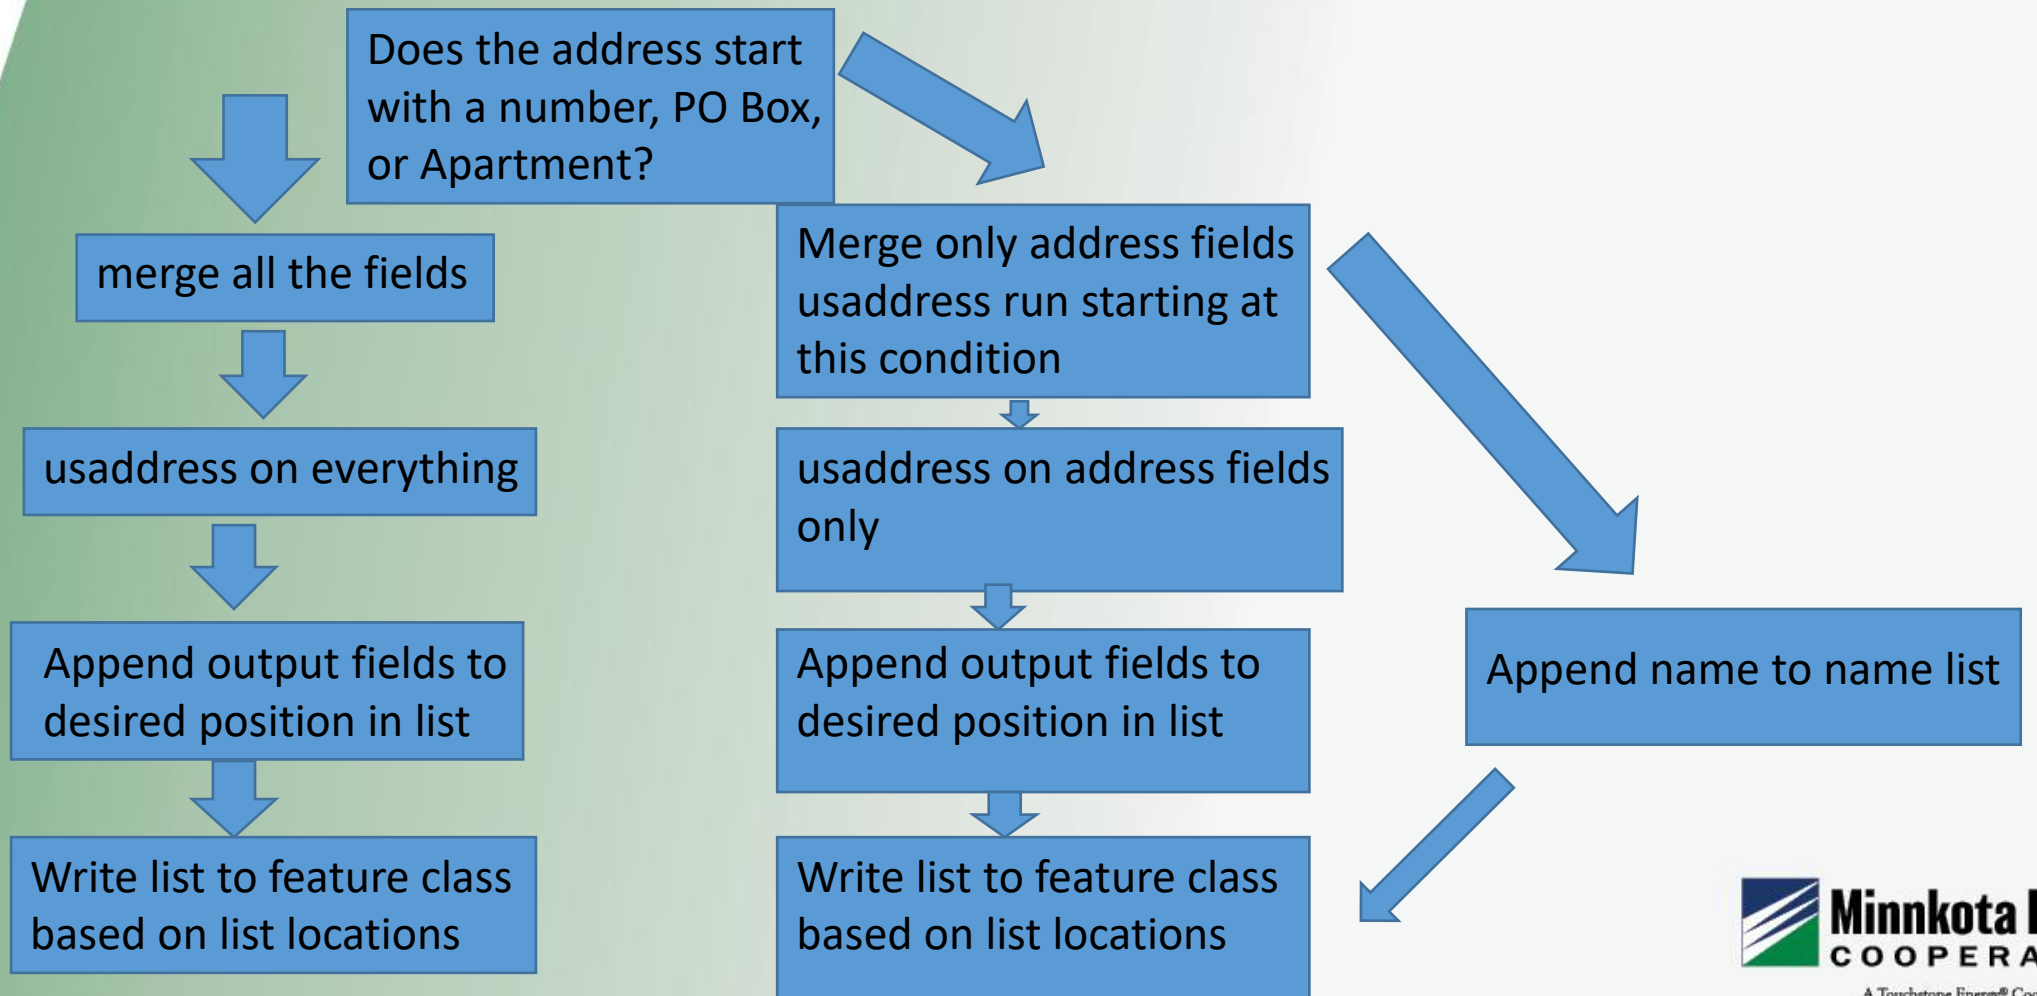 Does the address start
with a number, PO Box,
or Apartment?
merge all the fields
usaddress on everything
Append output fields to
desired position in list
Write list to feature class
based on list locations
Merge only address fields
usaddress run starting at
this condition
usaddress on address fields
only
Append output fields to
desired position in list
Write list to feature class
based on list locations
Append name to name list
Minnkota
COOPERA
A Touchstone Energy® Coo